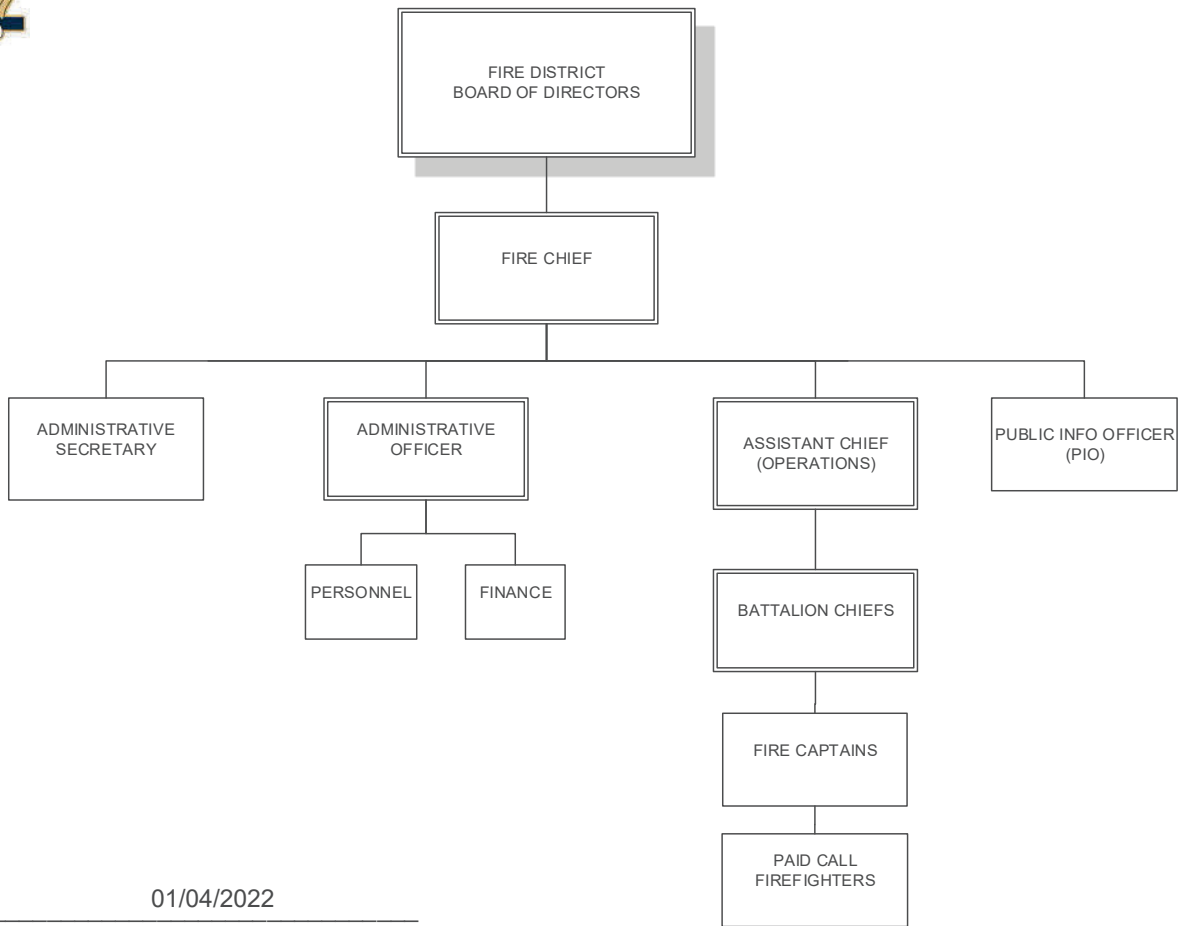 FIRE DISTRICT
BOARD OF DIRECTORS
FIRE CHIEF
ADMINISTRATIVE
SECRETARY
ADMINISTRATIVE
OFFICER
ASSISTANT CHIEF
(OPERATIONS)
PUBLIC INFO OFFICER
(PIO)
PERSONNEL
FINANCE
BATTALION CHIEFS
FIRE CAPTAINS
PAID CALL
FIREFIGHTERS
01/04/2022